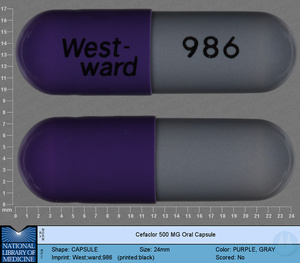 West-
ward
986
17
16
15
14
13
12
11
10
9
8
7
6
5
4
3
2
1
mm
0 1 2 3 4 5 6 7 8 9 10 11 12 13 14 15 16 17 18 19 20 21 22 23 24
Cefaclor 500 MG Oral Capsule
NATIONAL
LIBRARY OF
MEDICINE
Shape: CAPSULE
Size: 24mm
Color: PURPLE, GRAY
Imprint: West;ward;986 (printed:black)
Scored: No